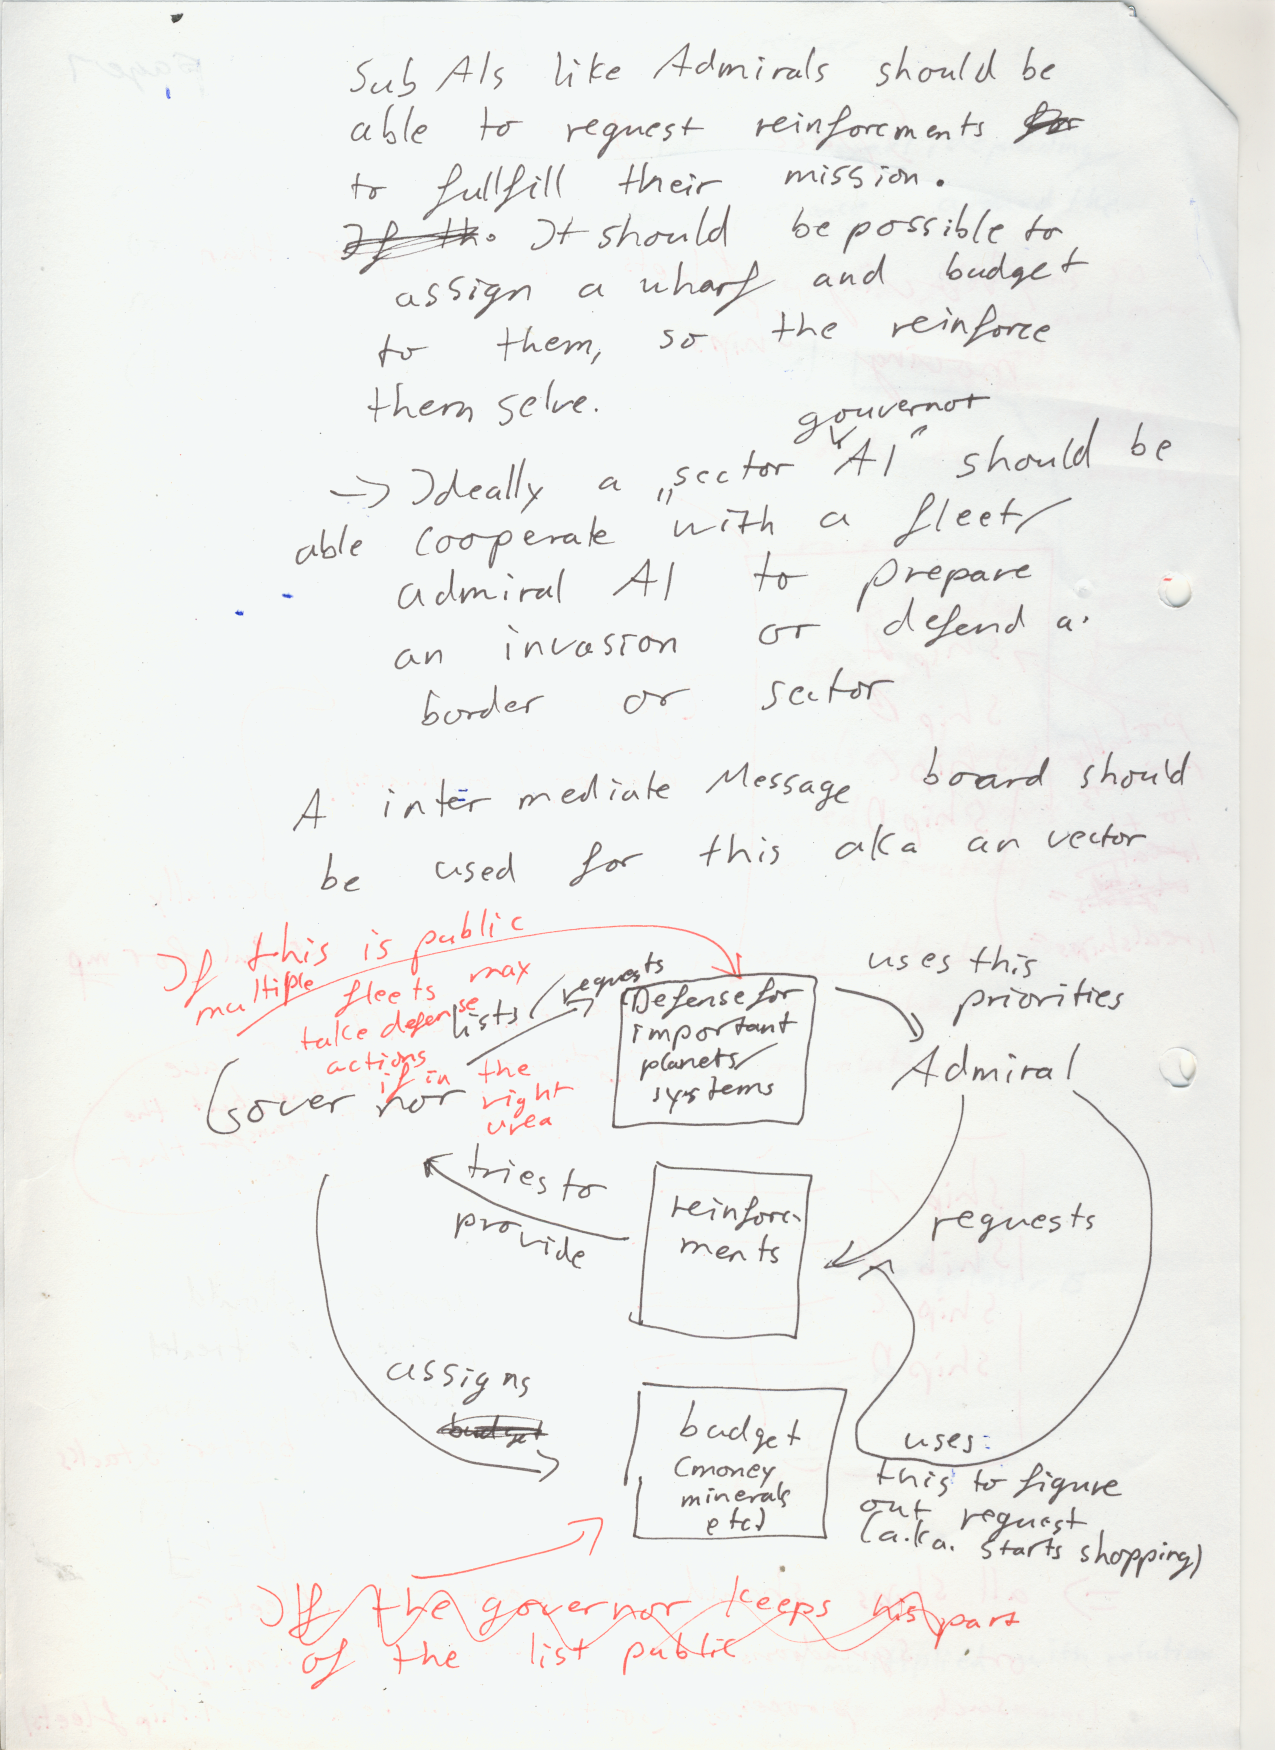 Sub AIs like Admirals should be
able to request reinforcments for
to fullfill their mission.
If th. It should be possible to
assign a wharf and budget
to them, so the reinforce
them selve.
gouvernor
-> Ideally a „sector AI" should be
able cooperate with a fleet/
admiral AI to prepare
an invasion or defend a
border or sector
A intermediate Message board should
be used for this aka an vector
If this is public
multiple fleets max
take defense
actions
if in the
right
area
lists/requests
Defense for
important
planets/
systems
uses this
priorities
Governor
Admiral
tries to
provide
reinforc-
ments
requests
assigns
budget
budget
(money
minerals
etc)
uses
this to figure
out request
(a.k.a. starts shopping)
If the governor keeps his part
of the list public